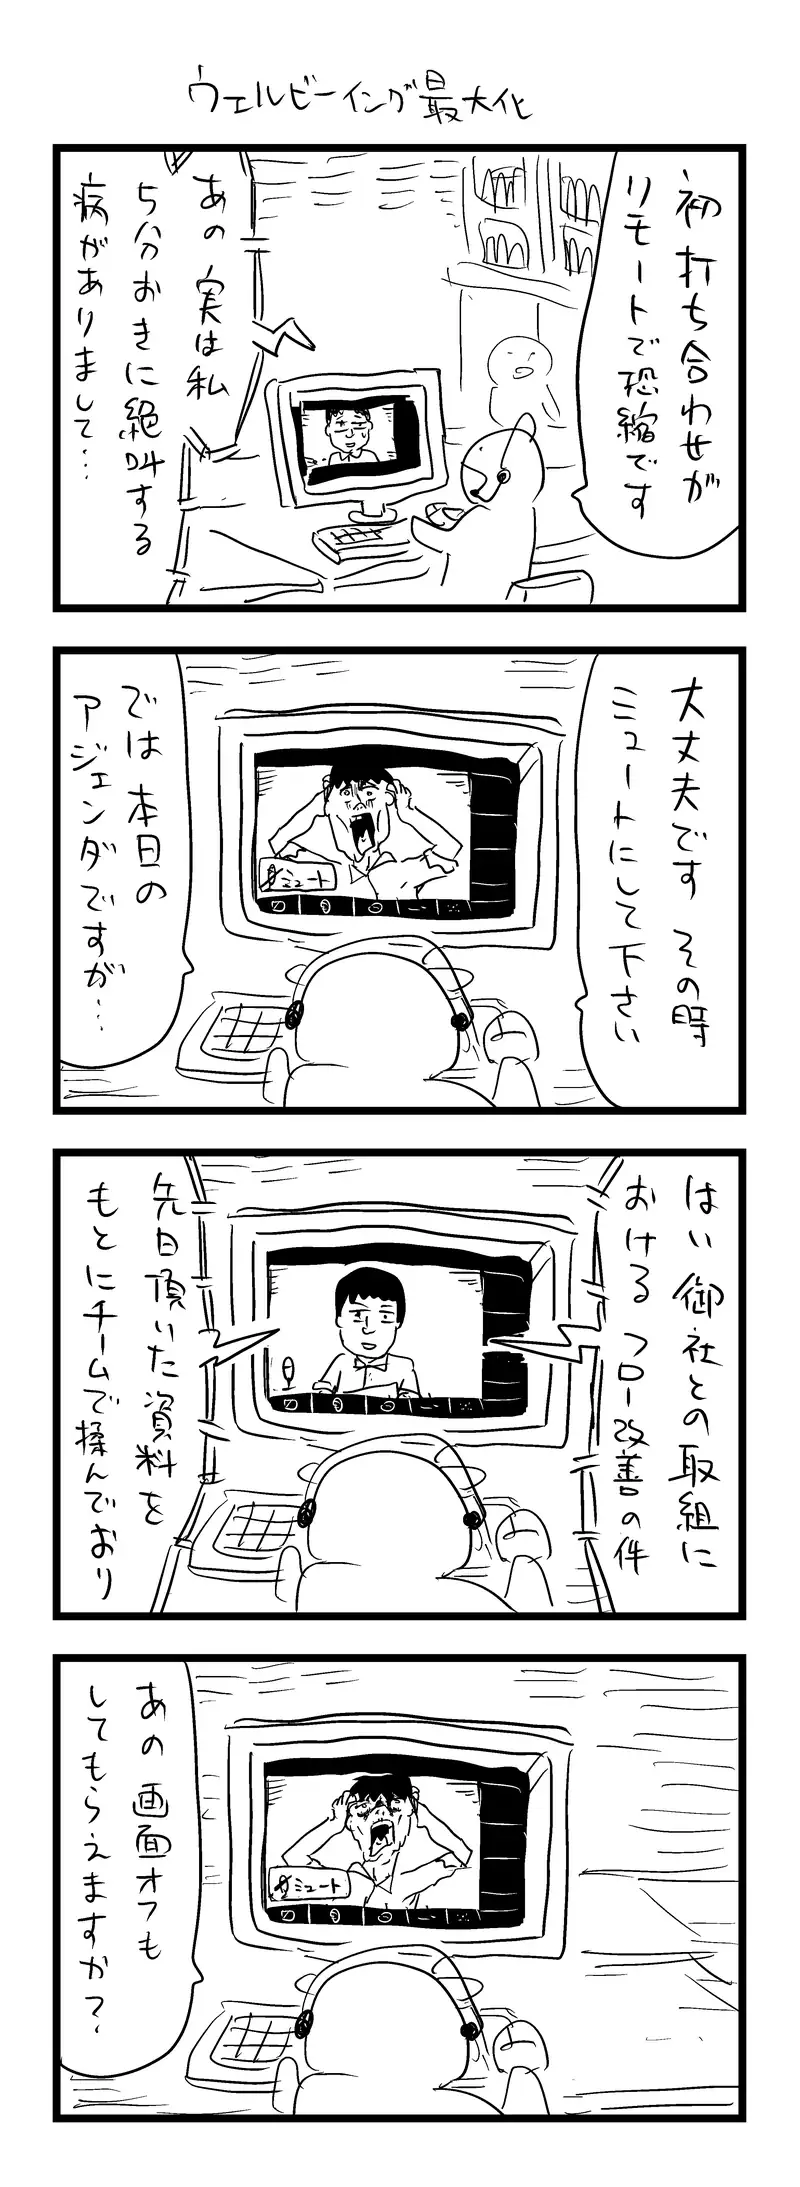 ウェルビーイング最大化
初打ち合わせが
リモートで恐縮です
あの 実は私
5分おきに絶叫する
病がありまして…
大丈夫です その時
ミュートにして下さい
では 本日の
アジェンダですが…
ミュート
はい 御社との取組に
おける フロー改善の件
先日頂いた資料を
もとにチームで揉んでおり
あの 画面オフも
してもらえますか?
ミュート